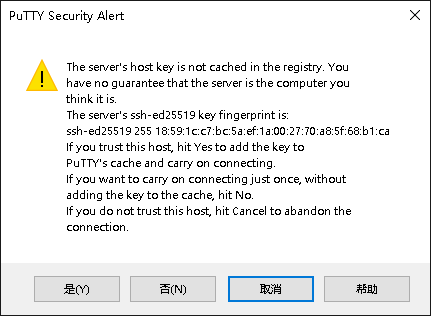 PuTTY Security Alert
The server's host key is not cached in the registry. You
have no guarantee that the server is the computer you
think it is.
The server's ssh-ed25519 key fingerprint is:
ssh-ed25519 255 18:59:1c:c7:bc:5a:ef:1a:00:27:70:a8:5f:68:b1:ca
If you trust this host, hit Yes to add the key to
PuTTY's cache and carry on connecting.
If you want to carry on connecting just once, without
adding the key to the cache, hit No.
If you do not trust this host, hit Cancel to abandon the
connection.
是(Y)
否(N)
取消
帮助